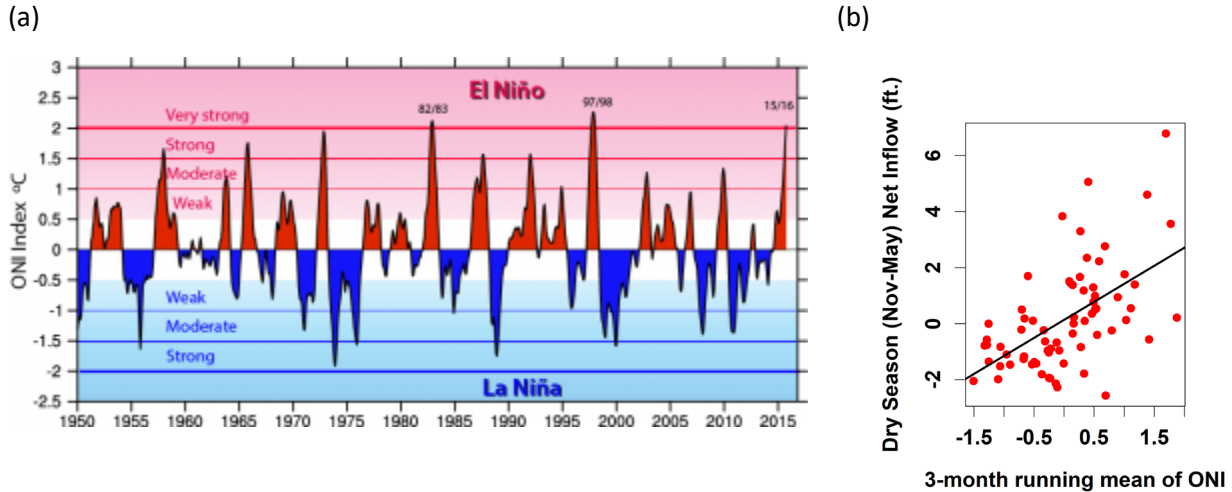 (a)
(b)
ONI Index ºC
3
2.5
2
1.5
1
0.5
0
-0.5
-1
-1.5
-2
-2.5
El Niño
82/83
97/98
15/16
Very strong
Strong
Moderate
Weak
Weak
Moderate
Strong
La Niña
1950 1955 1960 1965 1970 1975 1980 1985 1990 1995 2000 2005 2010 2015
Dry Season (Nov-May) Net Inflow (ft.)
6
4
2
0
-2
-1.5 -0.5 0.5 1.5
3-month running mean of ONI